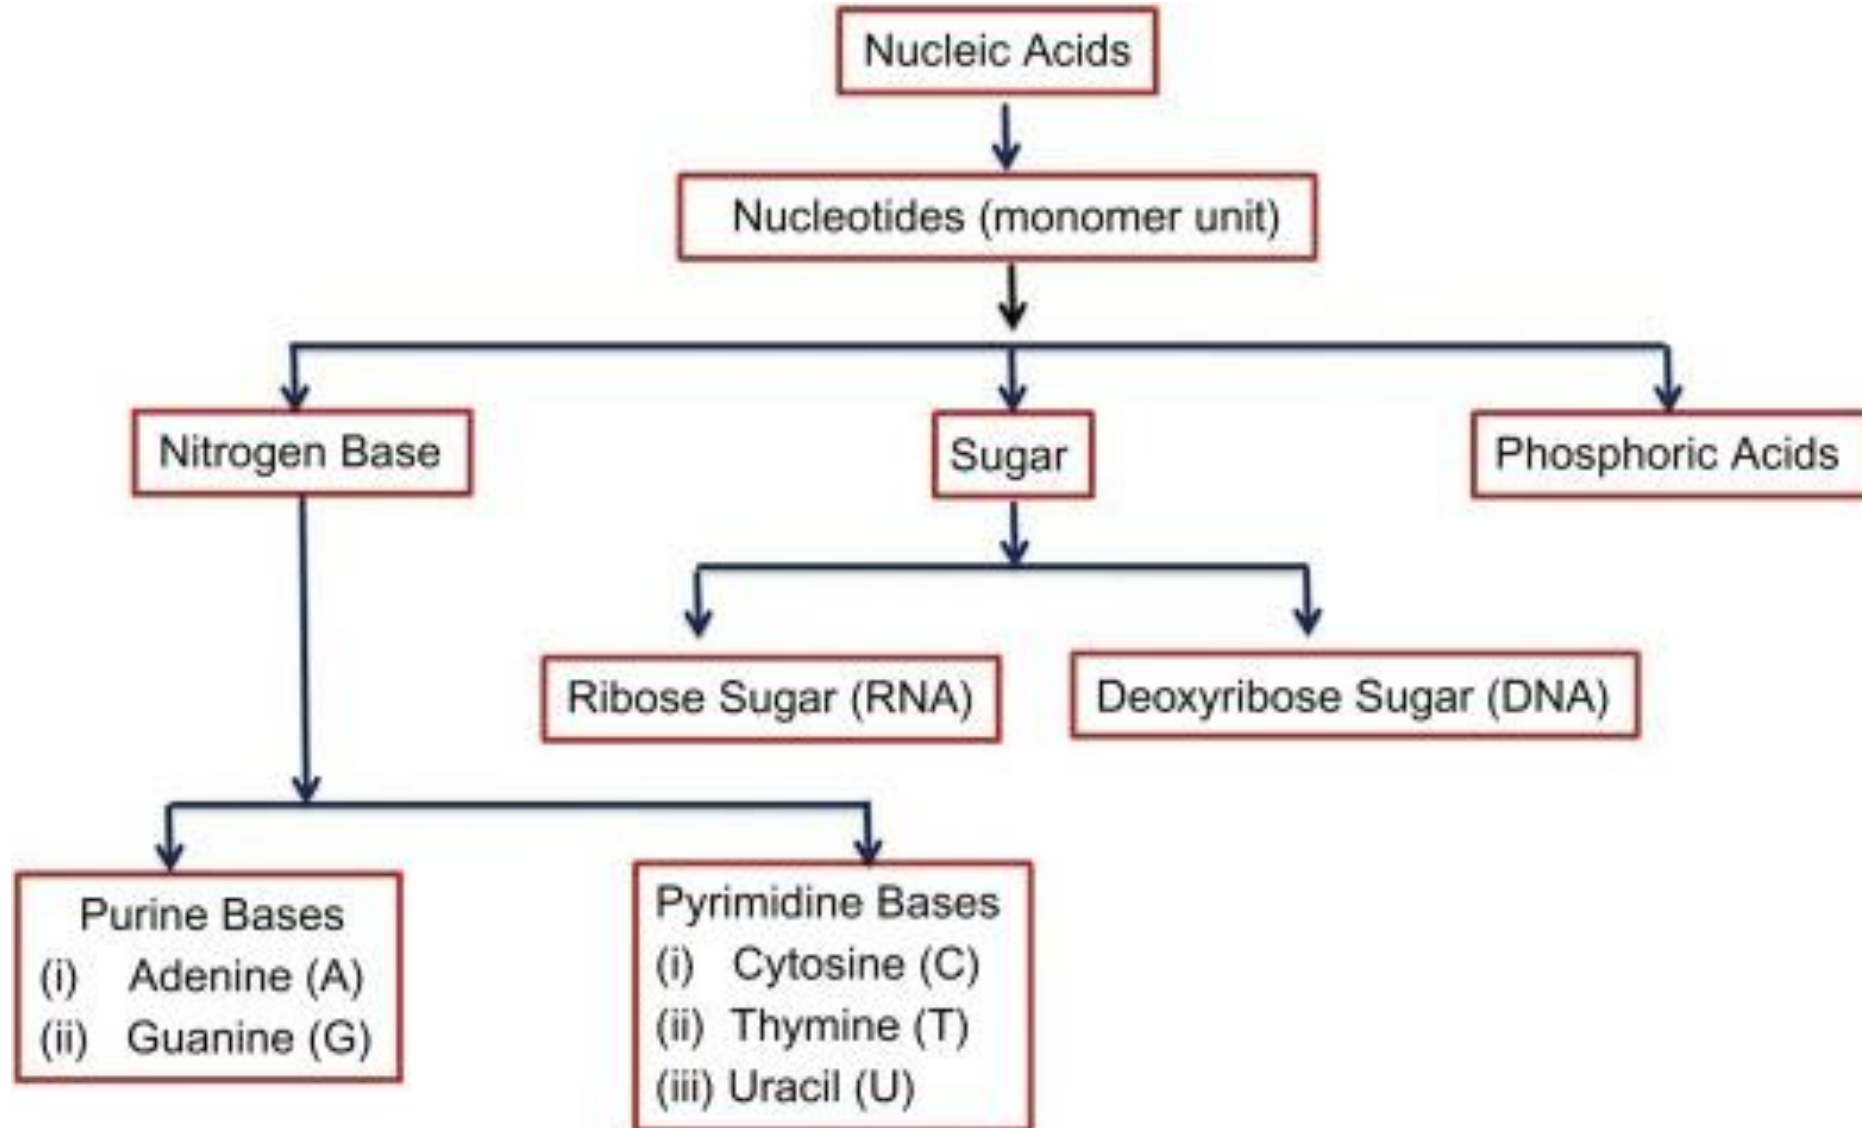 Nucleic Acids
Nucleotides (monomer unit)
Nitrogen Base
Sugar
Phosphoric Acids
Ribose Sugar (RNA)
Deoxyribose Sugar (DNA)
Purine Bases
(i) Adenine (A)
(ii) Guanine (G)
Pyrimidine Bases
(i) Cytosine (C)
(ii) Thymine (T)
(iii) Uracil (U)